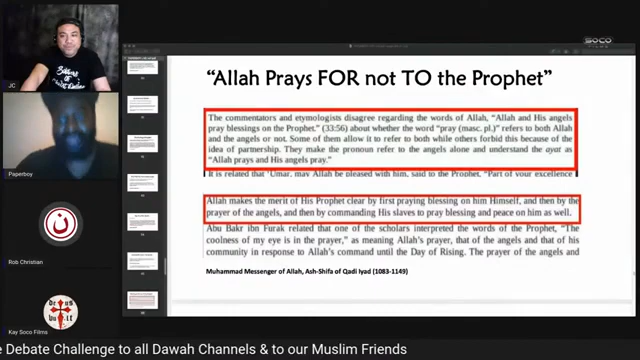 SOCO
FILMS
"Allah Prays FOR not TO the Prophet"
The commentators and etymologists disagree regarding the words of Allah, "Allah and His angels
pray blessings on the Prophet." (33:56) about whether the word "pray (masc. pl.)" refers to both Allah
and the angels or not. Some of them allow it to refer to both while others forbid this because of the
idea of partnership. They make the pronoun refer to the angels alone and understand the ayat as
"Allah prays and His angels pray."
It is related that 'Umar, may Allah be pleased with him, said to the Prophet, "Part of your excellence
Allah makes the merit of His Prophet clear by first praying blessing on him Himself, and then by the
prayer of the angels, and then by commanding His slaves to pray blessing and peace on him as well.
Abu Bakr ibn Furak related that one of the scholars interpreted the words of the Prophet, "The
coolness of my eye is in the prayer," as meaning Allah's prayer, that of the angels and that of his
community in response to Allah's command until the Day of Rising. The prayer of the angels and
Muhammad Messenger of Allah, Ash-Shifa of Qadi Iyad (1083-1149)
JC
Paperboy
Rob Christian
Kay Soco Films
e Debate Challenge to all Dawah Channels & to our Muslim Friends